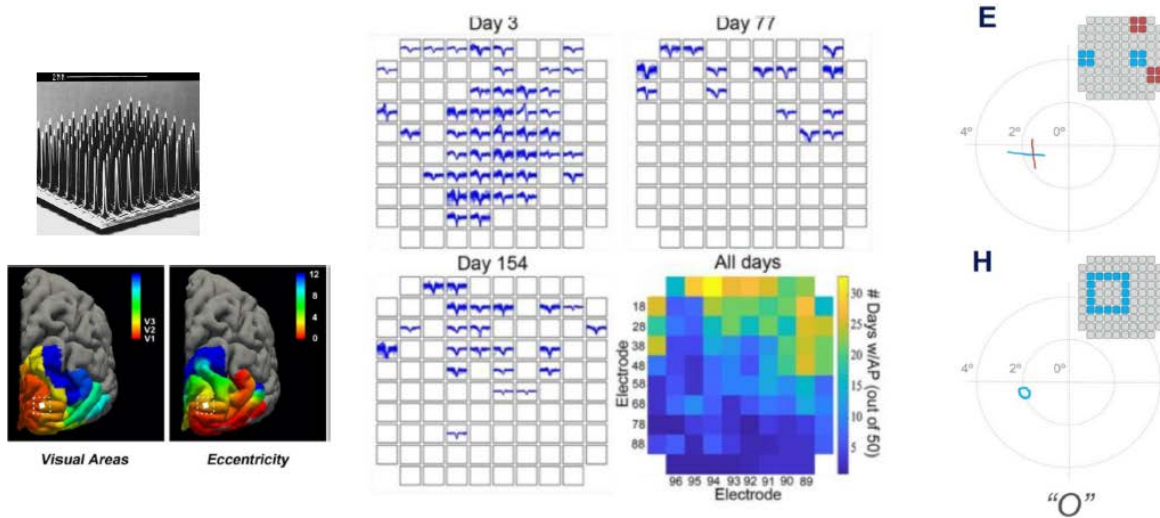 Day 3
Day 77
Day 154
All days
18
28
38
48
58
68
78
88
Electrode
96 95 94 93 92 91 90 89
Electrode
30
25
20
15
10
5
# Days w/AP (out of 50)
V3
V2
V1
Visual Areas
12
8
4
0
Eccentricity
E
4° 2° 0°
H
4° 2° 0°
“O”